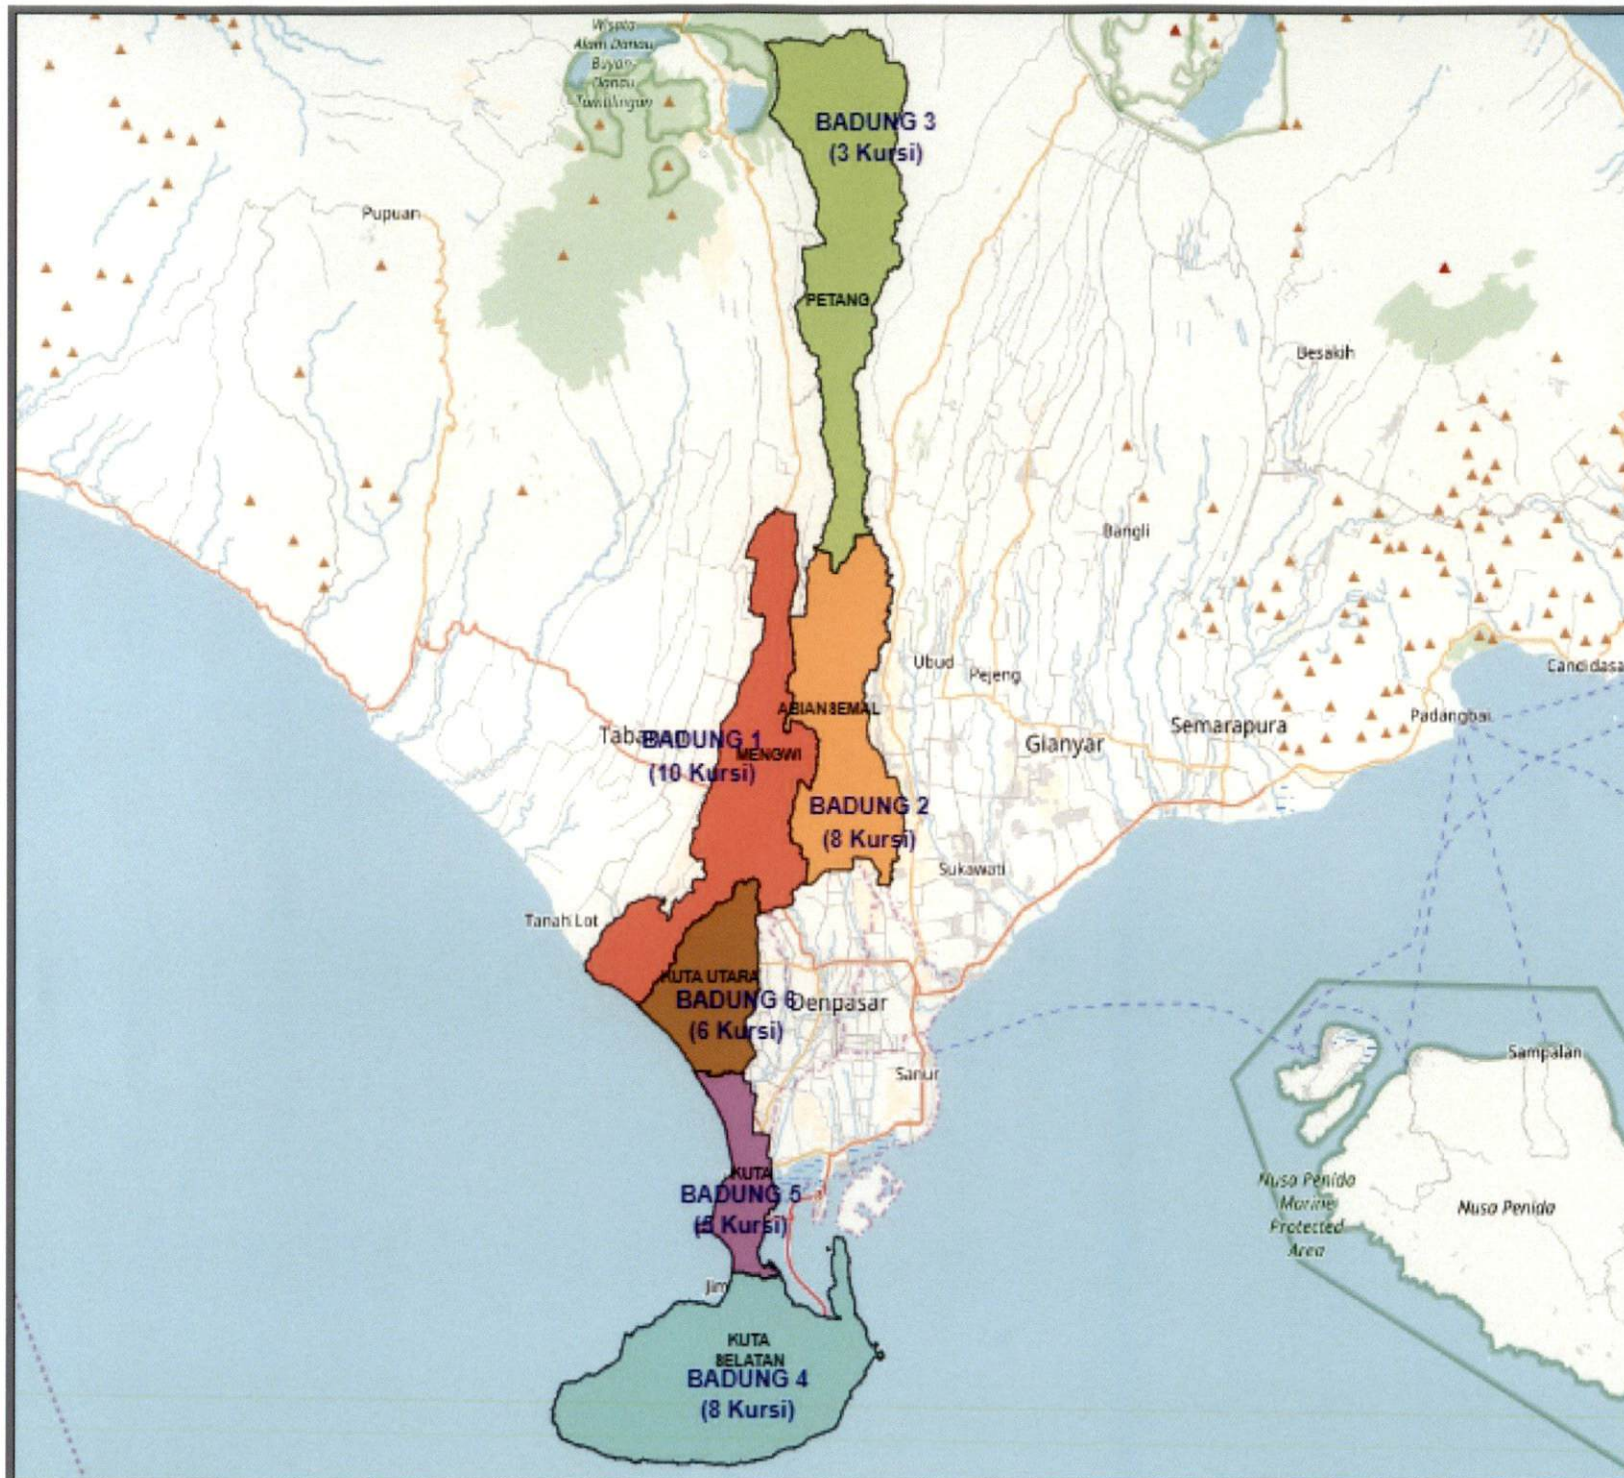 Wisata
Alam Danau
Buyan-
Danau
Tamblingan
BADUNG 3
(3 Kursi)
Pupuan
PETANG
Besakih
Bangli
Ubud
Pejeng
Candidasa
ABIANSEMAL
Padangbai
Semarapura
BADUNG 1
MENGWI
Gianyar
(10 Kursi)
BADUNG 2
(8 Kursi)
Sukawati
Tanah Lot
KUTA UTARA
BADUNG 6
Denpasar
(6 Kursi)
Sampalan
Sanur
KUTA
BADUNG 5
(5 Kursi)
Nusa Penida
Marine
Protected
Area
Nusa Penida
Jim
KUTA
SELATAN
BADUNG 4
(8 Kursi)